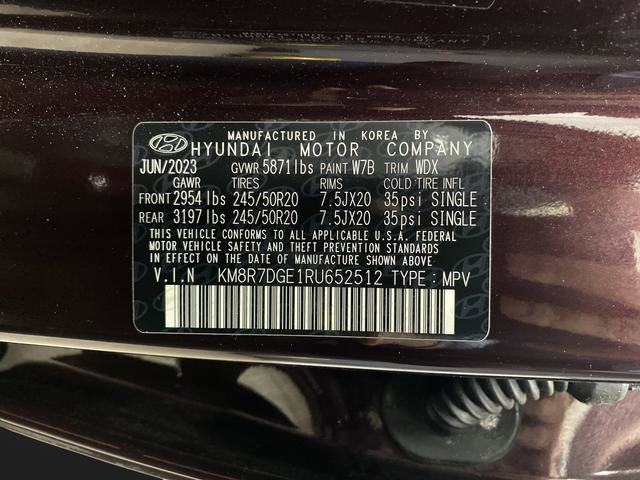 MANUFACTURED IN KOREA BY
HYUNDAI MOTOR COMPANY
JUN/2023 GVWR 5871lbs PAINT W7B TRIM WDX
GAWR TIRES RIMS COLD TIRE INFL
FRONT 2954lbs 245/50R20 7.5JX20 35psi SINGLE
REAR 3197lbs 245/50R20 7.5JX20 35psi SINGLE
THIS VEHICLE CONFORMS TO ALL APPLICABLE U.S.A. FEDERAL
MOTOR VEHICLE SAFETY AND THEFT PREVENTION STANDARDS
IN EFFECT ON THE DATE OF MANUFACTURE SHOWN ABOVE.
V.I.N KM8R7DGE1RU652512 TYPE : MPV